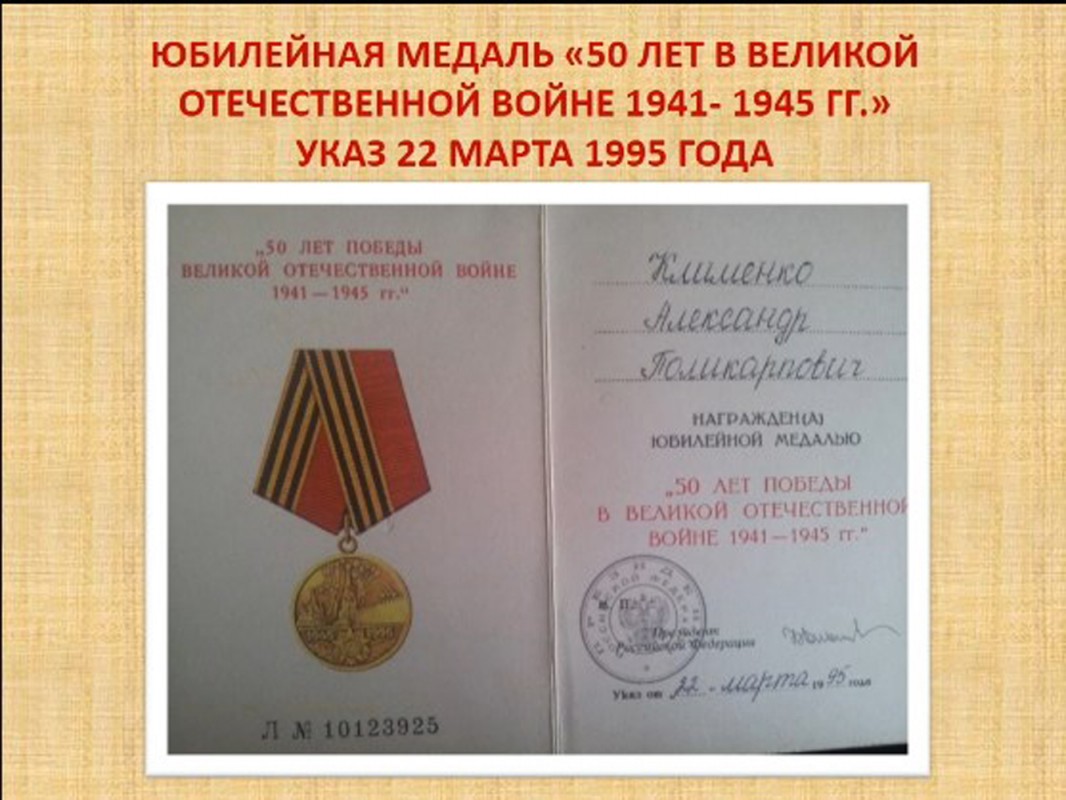 ЮБИЛЕЙНАЯ МЕДАЛЬ «50 ЛЕТ В ВЕЛИКОЙ
ОТЕЧЕСТВЕННОЙ ВОЙНЕ 1941- 1945 ГГ.»
УКАЗ 22 МАРТА 1995 ГОДА
„50 ЛЕТ ПОБЕДЫ
ВЕЛИКОЙ ОТЕЧЕСТВЕННОЙ ВОЙНЕ
1941 — 1945 гг."
Л № 10123925
Клименко
Александр
Поликарпович
НАГРАЖДЕН(А)
ЮБИЛЕЙНОЙ МЕДАЛЬЮ
„50 ЛЕТ ПОБЕДЫ
В ВЕЛИКОЙ ОТЕЧЕСТВЕННОЙ
ВОЙНЕ 1941 — 1945 гг."
Президент
Российской Федерации
Указ от 22 - марта 1995 года